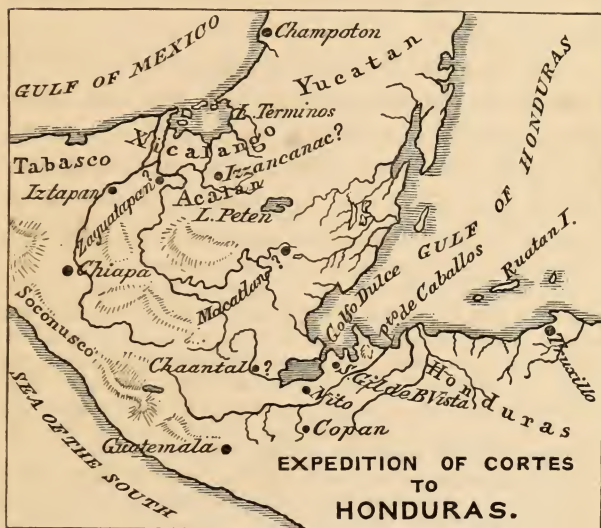 GULF OF MEXICO
Champoton
Yucatan
L. Terminos
Xicalango
Tabasco
Izzancanac?
Iztapan
Zaguatapan?
Acalan
L. Peten
GULF OF HONDURAS
Chiapa
Macatlan?
Golfo Dulce
pto de Caballos
Ruatan I.
Soconusco
Chaantal?
S. Gil de B. Vista
Truxillo
Honduras
Nito
Copan
Guatemala
SEA OF THE SOUTH
EXPEDITION OF CORTES
TO
HONDURAS.